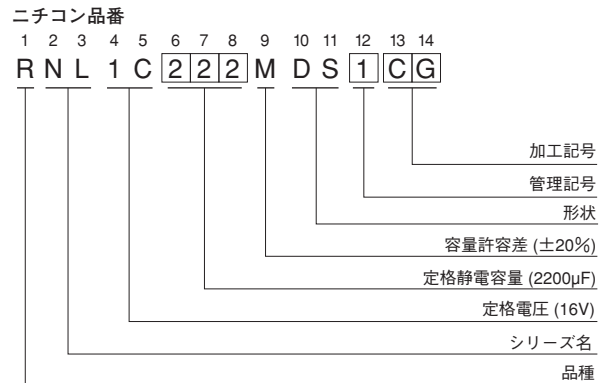 ニチコン品番
1 2 3 4 5 6 7 8 9 10 11 12 13 14
R N L 1 C 2 2 2 M D S 1 C G
加工記号
管理記号
形状
容量許容差 (±20%)
定格静電容量 (2200µF)
定格電圧 (16V)
シリーズ名
品種